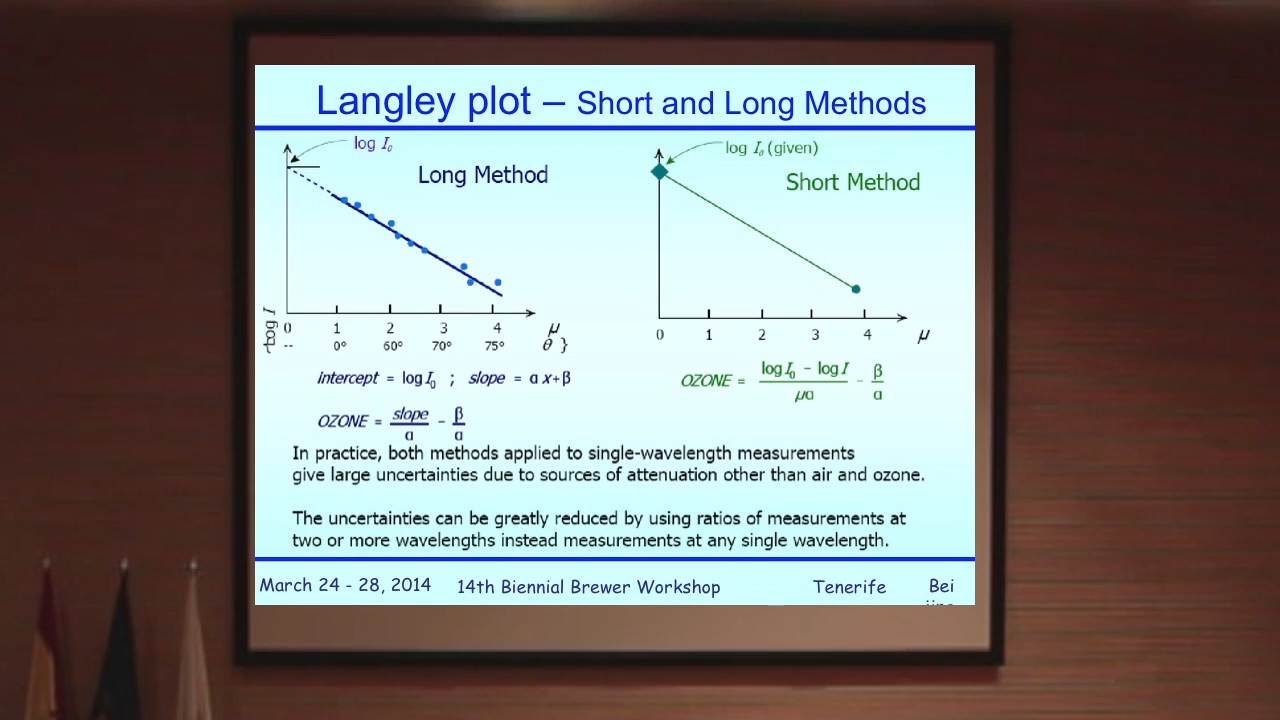 Langley plot – Short and Long Methods
log I₀
Long Method
Log I
0 1 2 3 4 μ
-- 0° 60° 70° 75° θ }
intercept = log I₀ ; slope = α x+β
OZONE = slope/α - β/α
log I₀ (given)
Short Method
0 1 2 3 4 μ
OZONE = log I₀ - log I/μα - β/α
In practice, both methods applied to single-wavelength measurements
give large uncertainties due to sources of attenuation other than air and ozone.
The uncertainties can be greatly reduced by using ratios of measurements at
two or more wavelengths instead measurements at any single wavelength.
March 24 - 28, 2014 14th Biennial Brewer Workshop Tenerife Bei